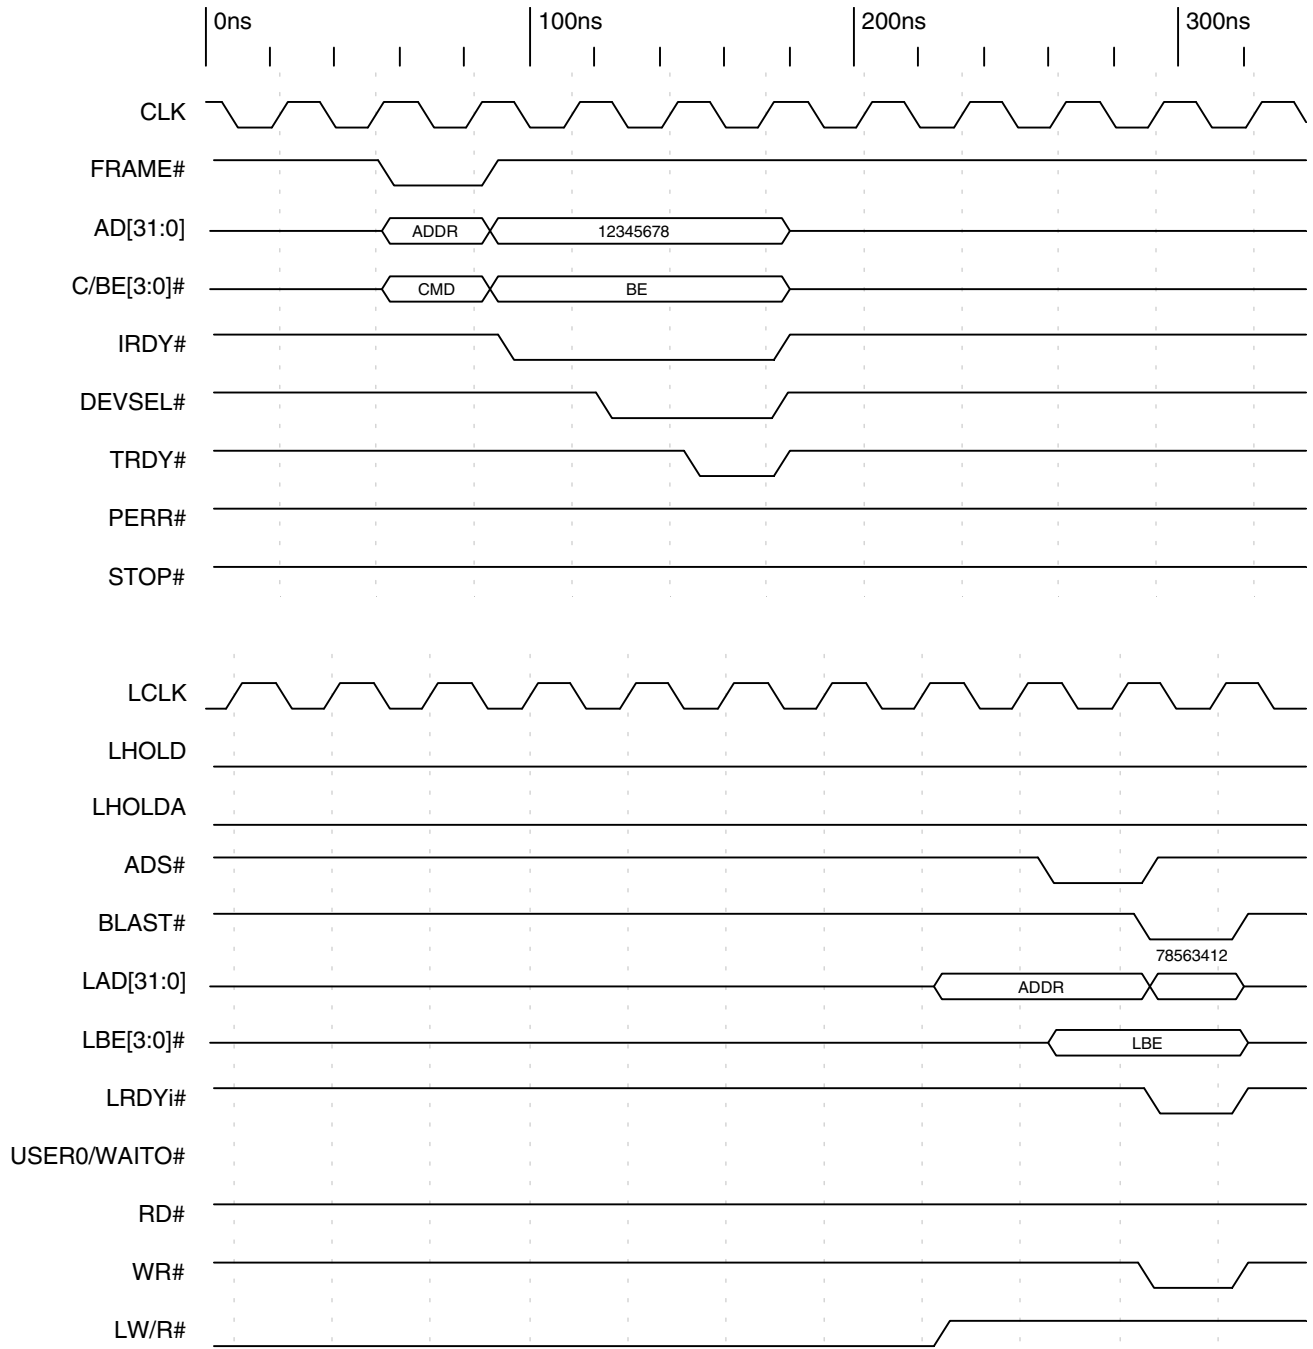 0ns 100ns 200ns 300ns
CLK
FRAME#
AD[31:0] ADDR 12345678
C/BE[3:0]# CMD BE
IRDY#
DEVSEL#
TRDY#
PERR#
STOP#
LCLK
LHOLD
LHOLDA
ADS#
BLAST#
78563412
LAD[31:0] ADDR
LBE[3:0]# LBE
LRDYi#
USER0/WAITO#
RD#
WR#
LW/R#